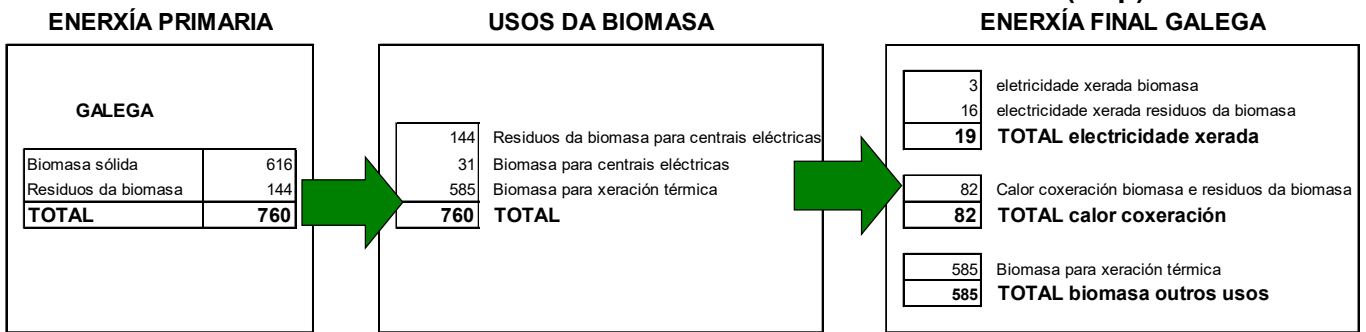 ENERXÍA PRIMARIA
GALEGA
Biomasa sólida 616
Residuos da biomasa 144
TOTAL 760
USOS DA BIOMASA
144 Residuos da biomasa para centrais eléctricas
31 Biomasa para centrais eléctricas
585 Biomasa para xeración térmica
760 TOTAL
ENERXÍA FINAL GALEGA
3 eletricidade xerada biomasa
16 electricidade xerada residuos da biomasa
19 TOTAL electricidade xerada
82 Calor coxeración biomasa e residuos da biomasa
82 TOTAL calor coxeración
585 Biomasa para xeración térmica
585 TOTAL biomasa outros usos